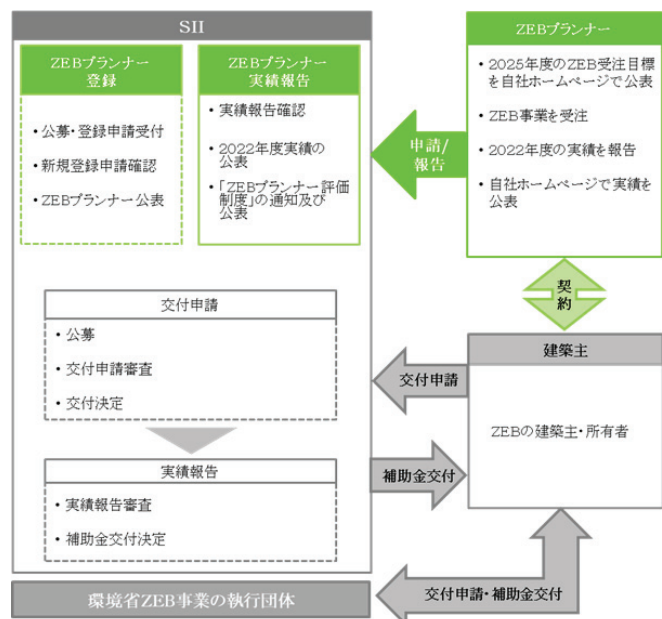 SII
ZEBプランナー
登録
・公募・登録申請受付
・新規登録申請確認
・ZEBプランナー公表
ZEBプランナー
実績報告
・実績報告確認
・2022年度実績の
公表
・「ZEBプランナー評価
制度」の通知及び
公表
申請/
報告
ZEBプランナー
・2025年度のZEB受注目標
を自社ホームページで公表
・ZEB事業を受注
・2022年度の実績を報告
・自社ホームページで実績を
公表
契
約
交付申請
・公募
・交付申請審査
・交付決定
実績報告
・実績報告審査
・補助金交付決定
交付申請
補助金交付
建築主
ZEBの建築主・所有者
交付申請・補助金交付
環境省ZEB事業の執行団体